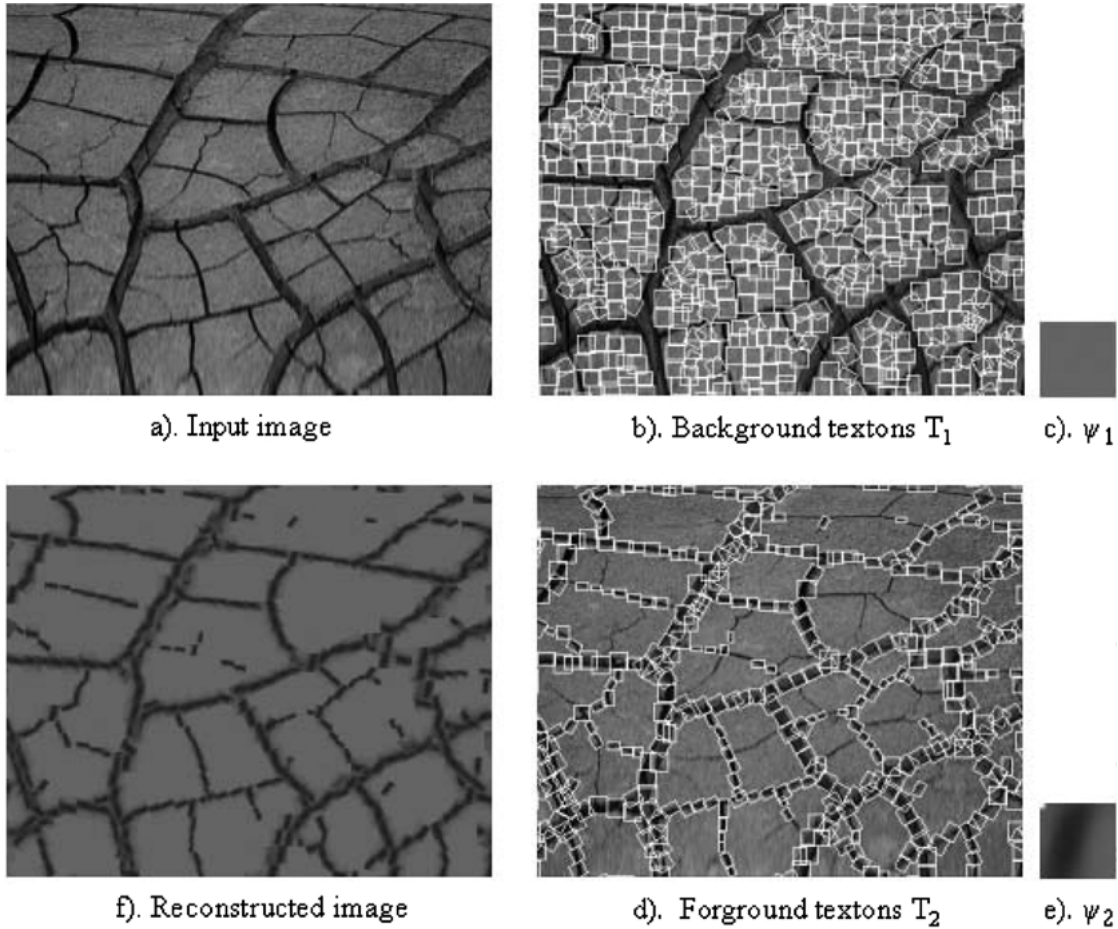 a). Input image
b). Background textons T1
c). ψ1
f). Reconstructed image
d). Forground textons T2
e). ψ2